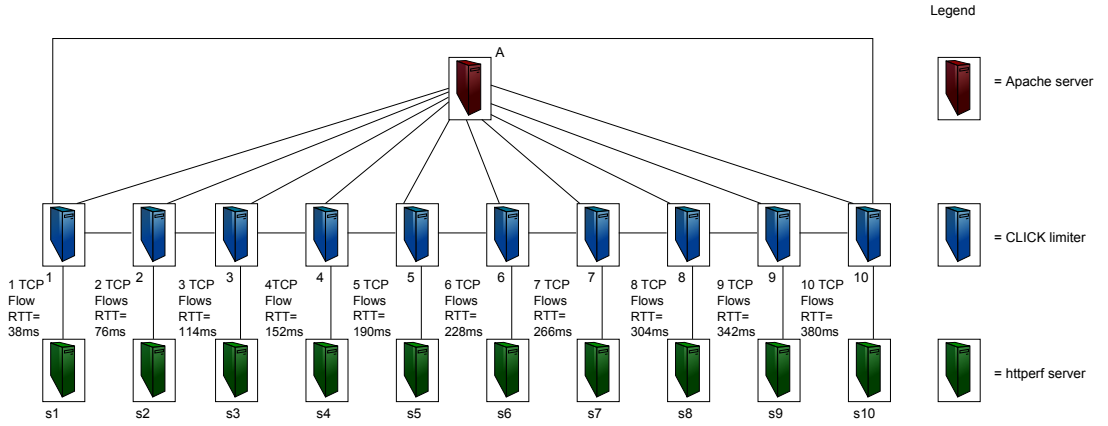 Legend
A
= Apache server
= CLICK limiter
1
2
3
4
5
6
7
8
9
10
1 TCP
Flow
RTT=
38ms
2 TCP
Flows
RTT=
76ms
3 TCP
Flows
RTT=
114ms
4TCP
Flow
RTT=
152ms
5 TCP
Flows
RTT=
190ms
6 TCP
Flows
RTT=
228ms
7 TCP
Flows
RTT=
266ms
8 TCP
Flows
RTT=
304ms
9 TCP
Flows
RTT=
342ms
10 TCP
Flows
RTT=
380ms
= httperf server
s1
s2
s3
s4
s5
s6
s7
s8
s9
s10